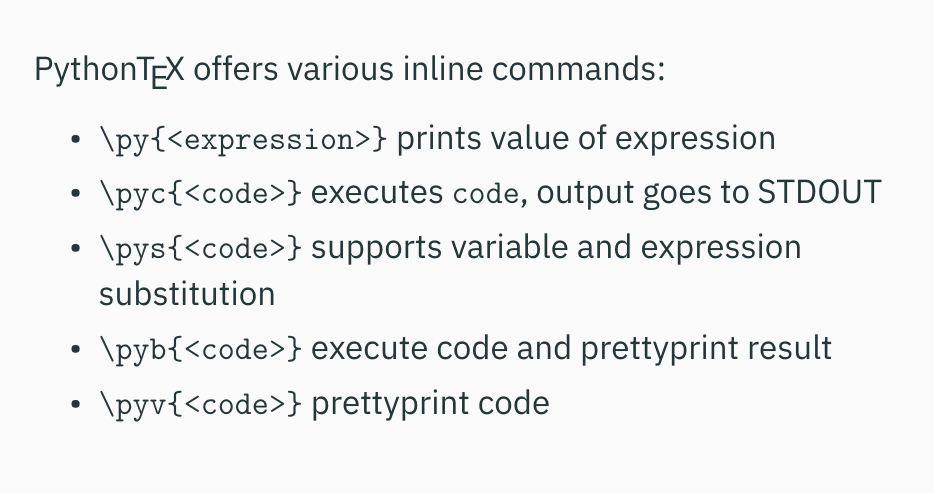 PythonTEX offers various inline commands:
• \py{<expression>} prints value of expression
• \pyc{<code>} executes code, output goes to STDOUT
• \pys{<code>} supports variable and expression
substitution
• \pyb{<code>} execute code and prettyprint result
• \pyv{<code>} prettyprint code